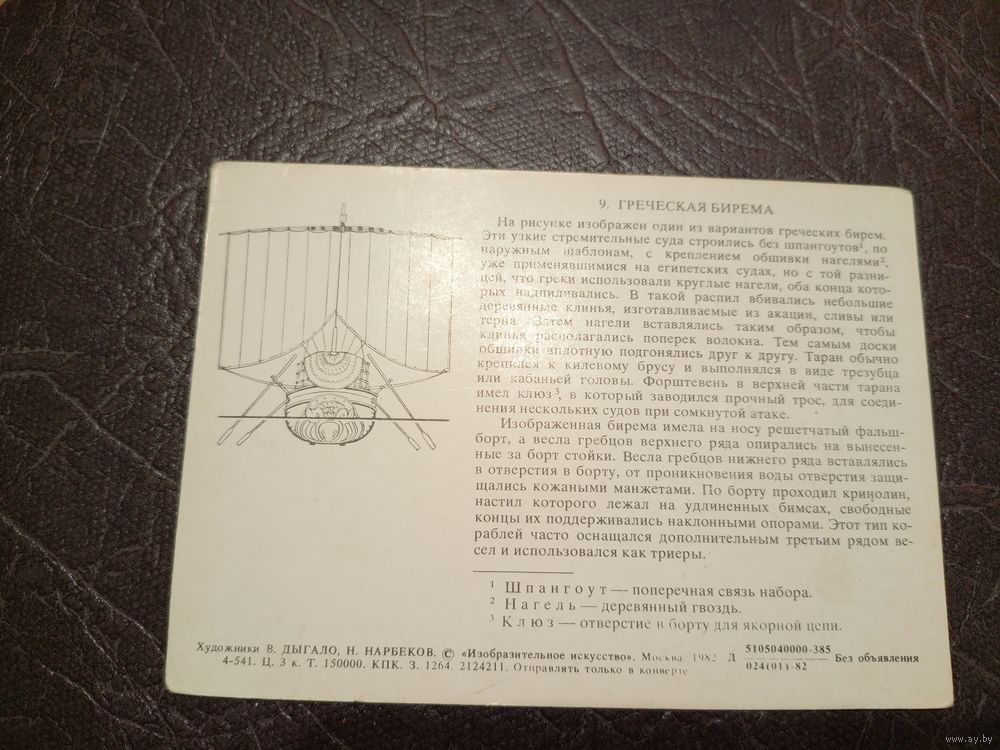 9. ГРЕЧЕСКАЯ БИРЕМА
На рисунке изображен один из вариантов греческих бирем.
Эти узкие стремительные суда строились без шпангоутов¹, по
наружным шаблонам, с креплением обшивки нагелями²,
уже применявшимися на египетских судах, но с той разни-
цей, что греки использовали круглые нагели, оба конца кото-
рых надпиливались. В такой распил вбивались небольшие
деревянные клинья, изготавливаемые из акации, сливы или
терна. Затем нагели вставлялись таким образом, чтобы
клинья располагались поперек волокна. Тем самым доски
обшивки вплотную подгонялись друг к другу. Таран обычно
крепился к килевому брусу и выполнялся в виде трезубца
или кабаньей головы. Форштевень в верхней части тарана
имел клюз³, в который заводился прочный трос, для соеди-
нения нескольких судов при сомкнутой атаке.
Изображенная бирема имела на носу решетчатый фальш-
борт, а весла гребцов верхнего ряда опирались на вынесен-
ные за борт стойки. Весла гребцов нижнего ряда вставлялись
в отверстия в борту, от проникновения воды отверстия защи-
щались кожаными манжетами. По борту проходил кринолин,
настил которого лежал на удлиненных бимсах, свободные
концы их поддерживались наклонными опорами. Этот тип ко-
раблей часто оснащался дополнительным третьим рядом ве-
сел и использовался как триеры.
¹ Шпангоут — поперечная связь набора.
² Нагель — деревянный гвоздь.
³ Клюз — отверстие в борту для якорной цепи.
Художники В. ДЫГАЛО, Н. НАРБЕКОВ. © «Изобразительное искусство». Москва. 1982 Д 5105040000-385 Без объявления
4-541. Ц. 3 к. Т. 150000. КПК. З. 1264. 2124211. Отправлять только в конверте 024(01)-82
www.ay.by